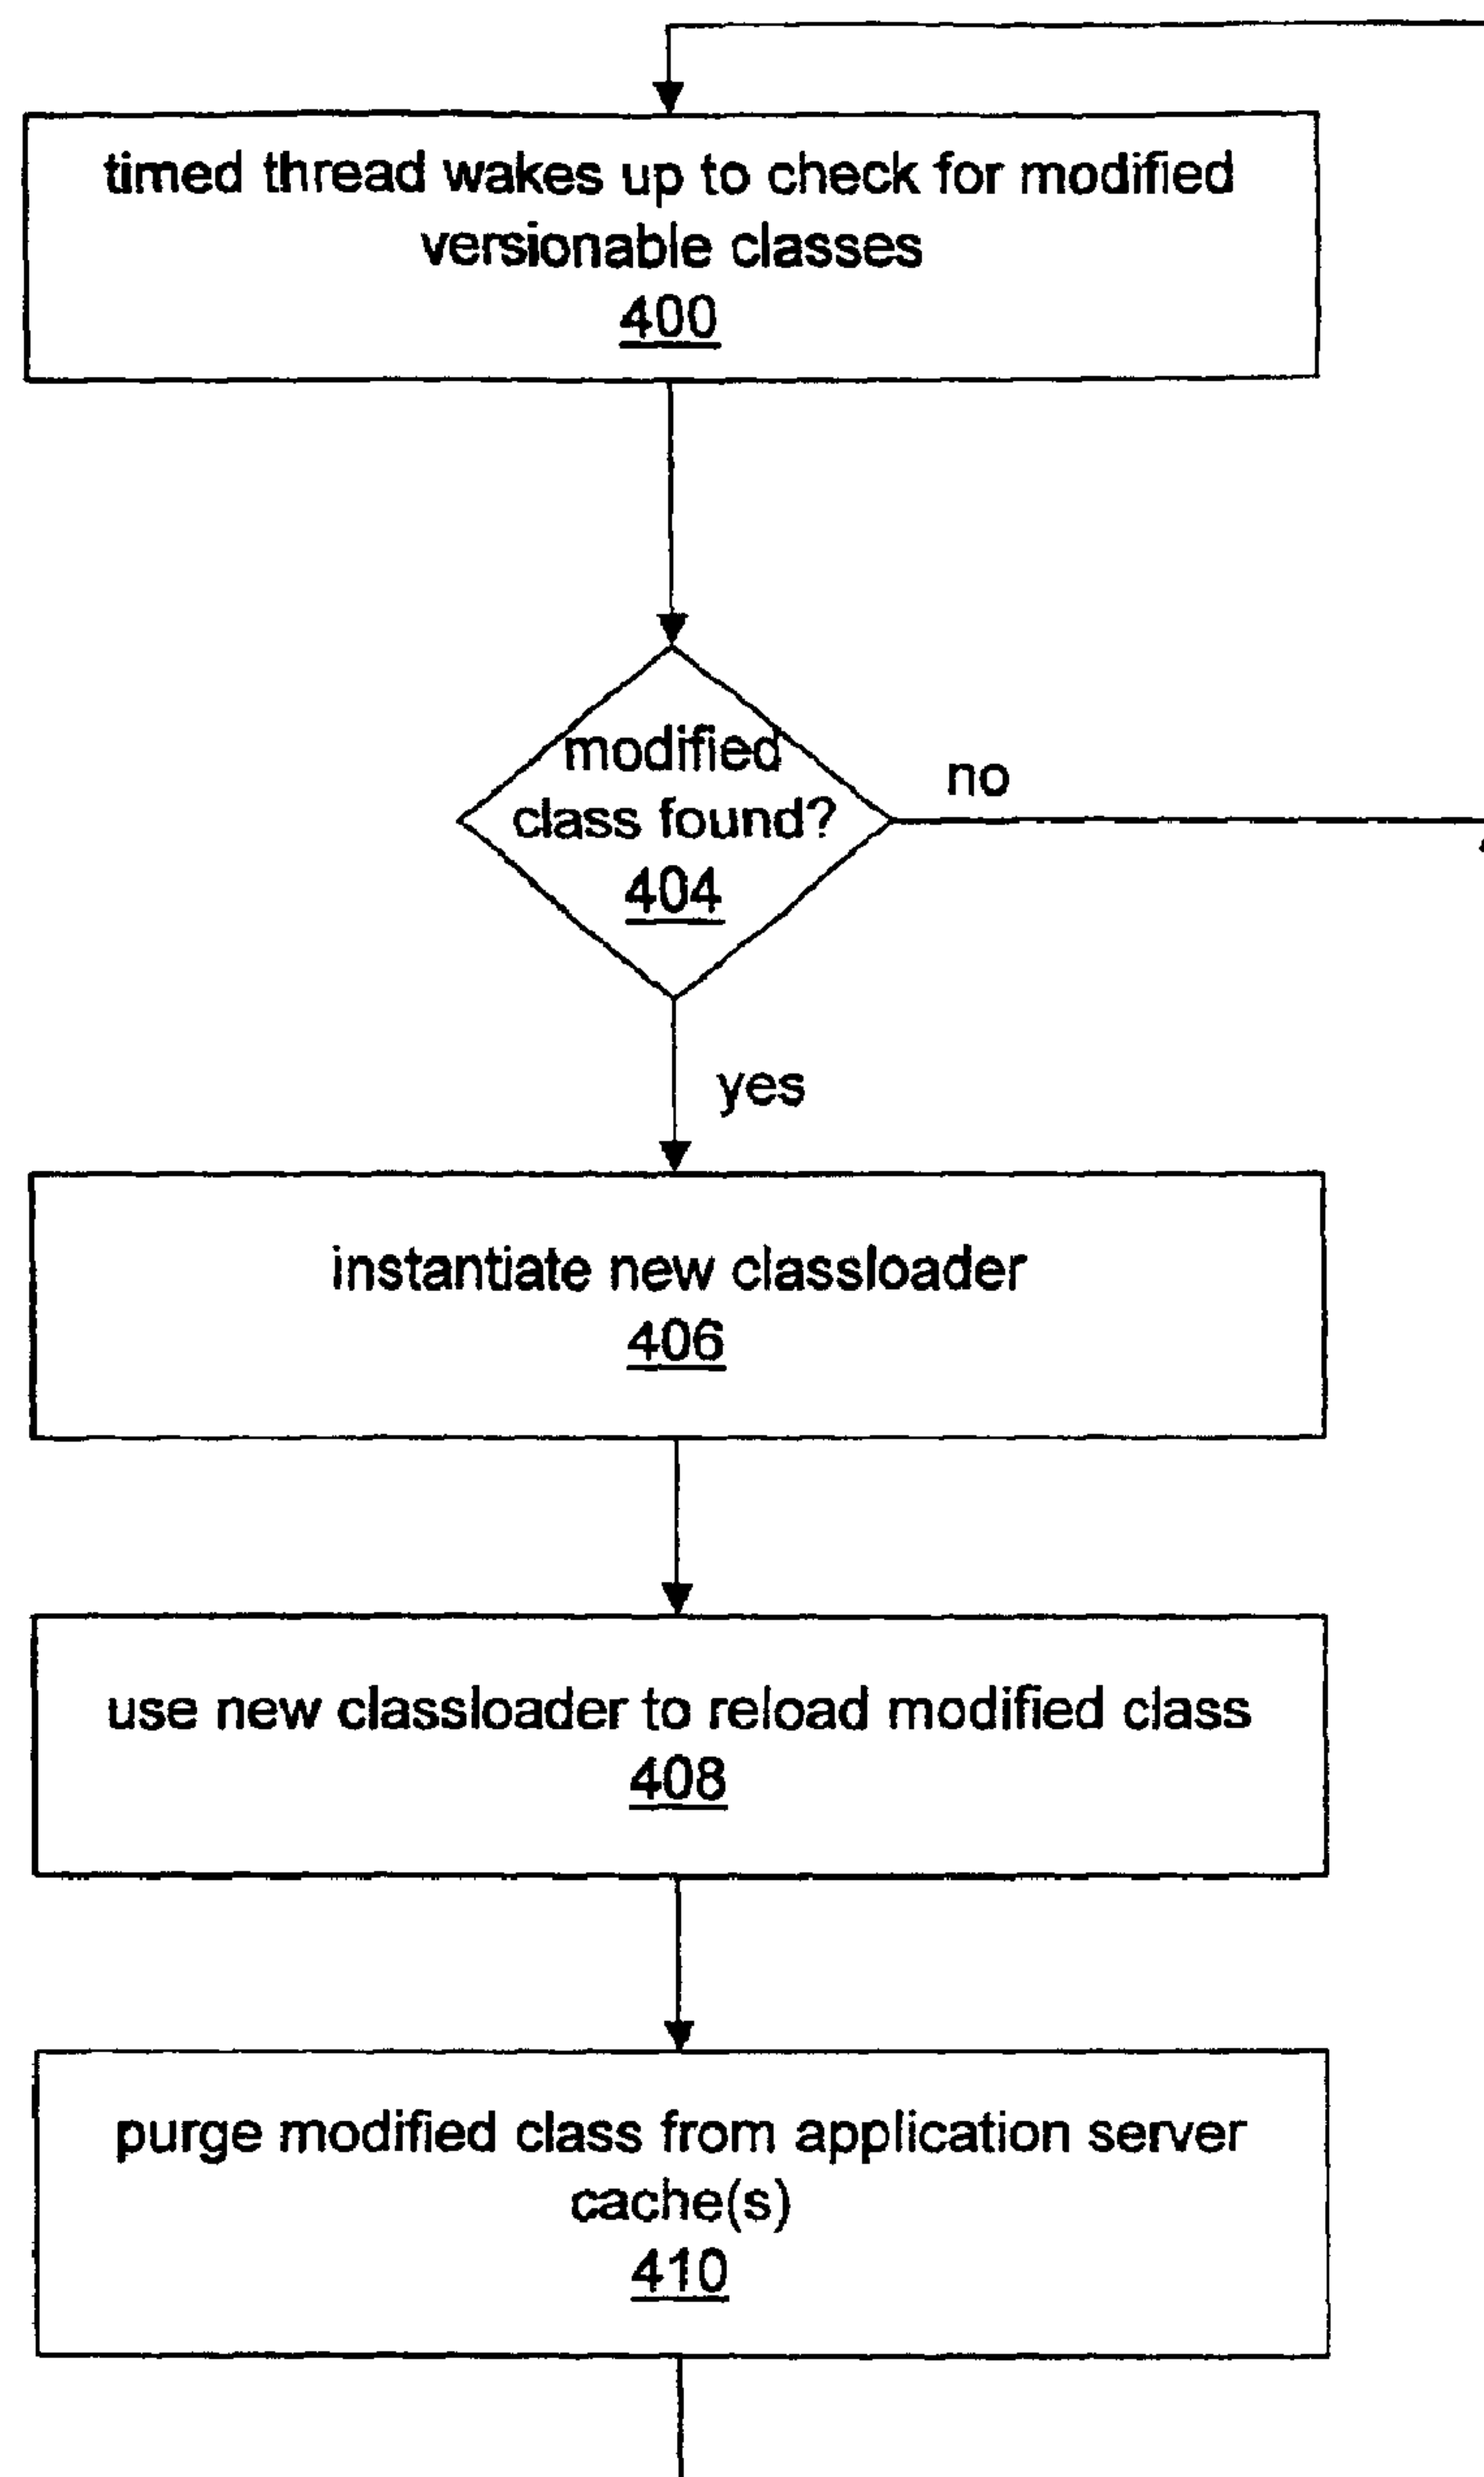 timed thread wakes up to check for modified
versionable classes
400
modified
class found?
404
no
yes
instantiate new classloader
406
use new classloader to reload modified class
408
purge modified class from application server
cache(s)
410